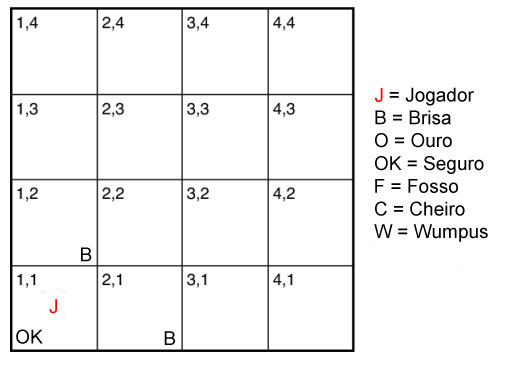 1,4 2,4 3,4 4,4
1,3 2,3 3,3 4,3
1,2 2,2 3,2 4,2
B
1,1 2,1 3,1 4,1
J
OK B
J = Jogador
B = Brisa
O = Ouro
OK = Seguro
F = Fosso
C = Cheiro
W = Wumpus